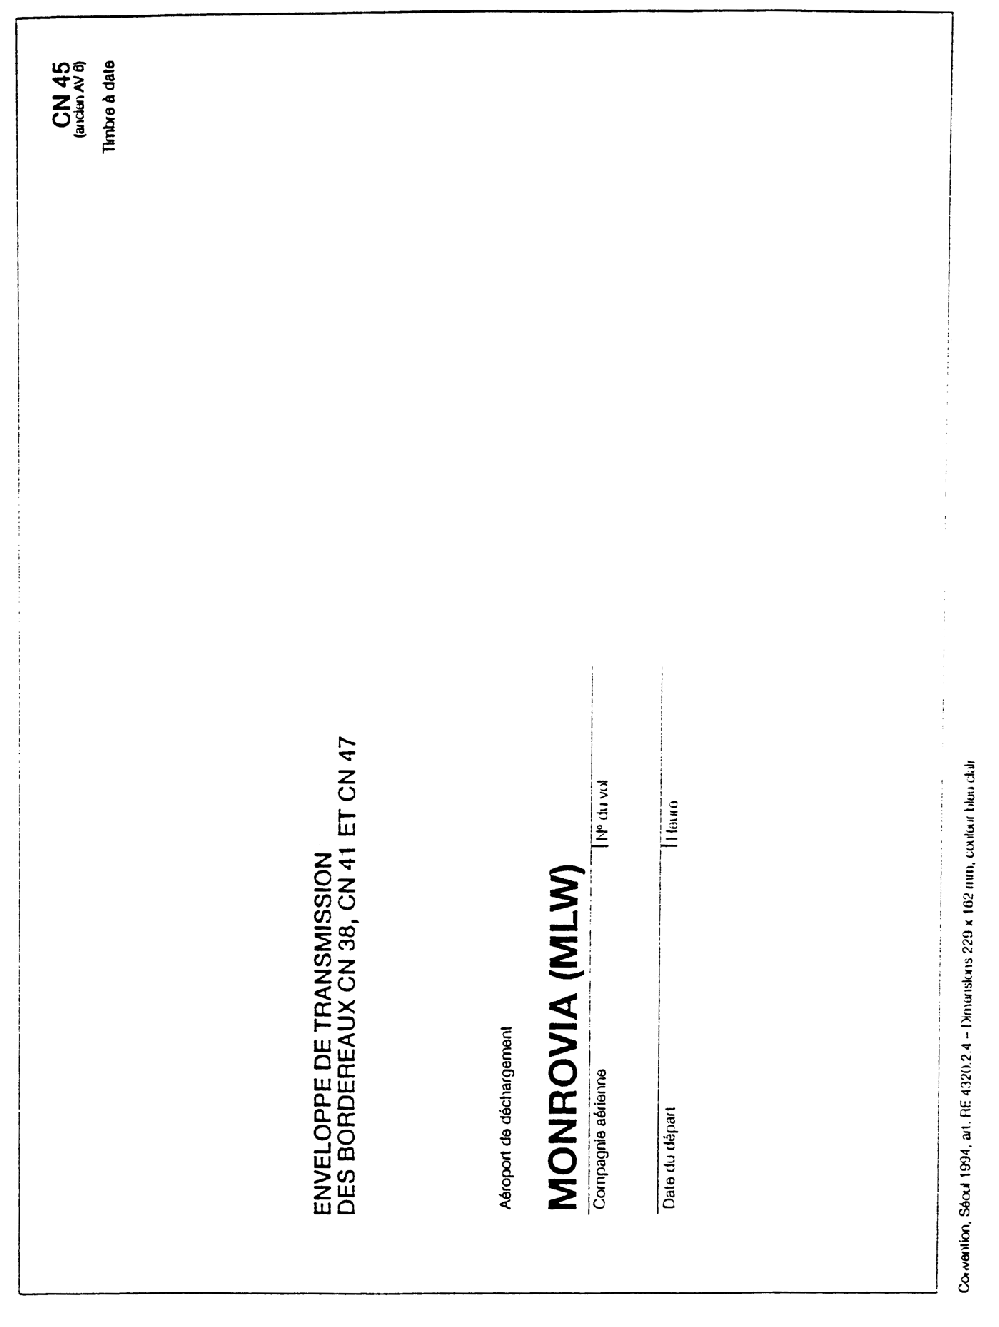 CN 45
(ancien AV 8)
Timbre à date
ENVELOPPE DE TRANSMISSION
DES BORDEREAUX CN 38, CN 41 ET CN 47
Aéroport de déchargement
MONROVIA (MLW)
Compagnie aérienne
Nº du vol
Date du départ
Heure
Convention, Séoul 1994, art. RE 4320.2.4 – Dimensions 229 x 162 mm, couleur bleu clair